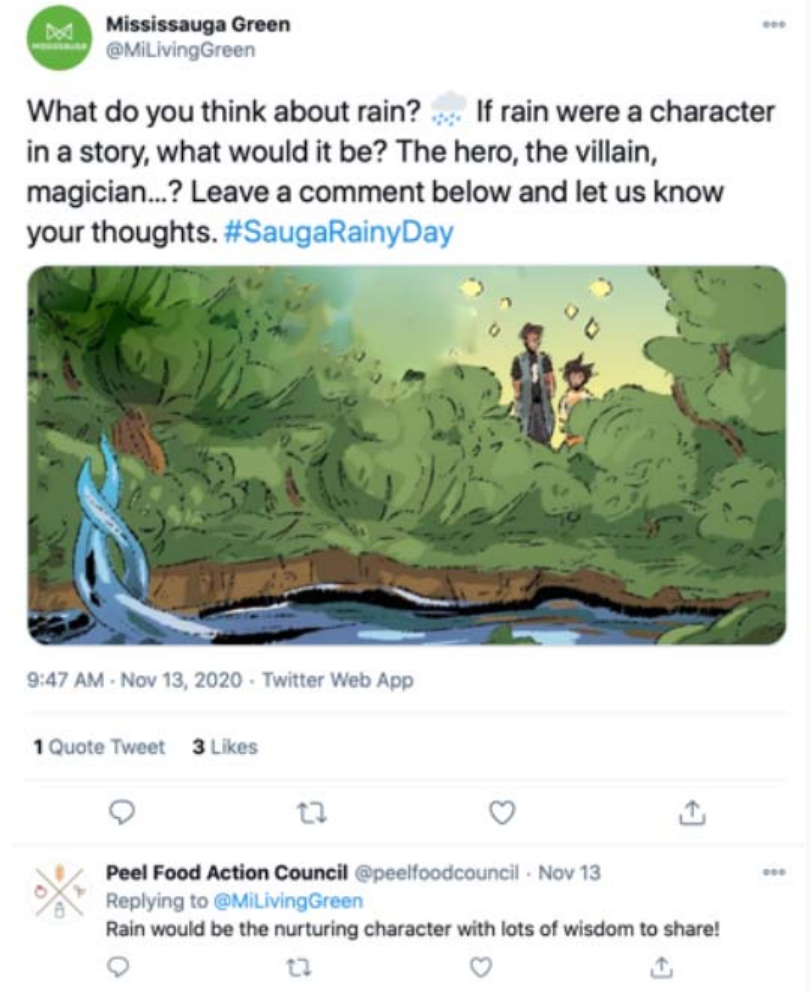 Mississauga Green
@MiLivingGreen
What do you think about rain? 🌧 If rain were a character
in a story, what would it be? The hero, the villain,
magician...? Leave a comment below and let us know
your thoughts. #SaugaRainyDay
9:47 AM · Nov 13, 2020 · Twitter Web App
1 Quote Tweet 3 Likes
Peel Food Action Council @peelfoodcouncil · Nov 13
Replying to @MiLivingGreen
Rain would be the nurturing character with lots of wisdom to share!